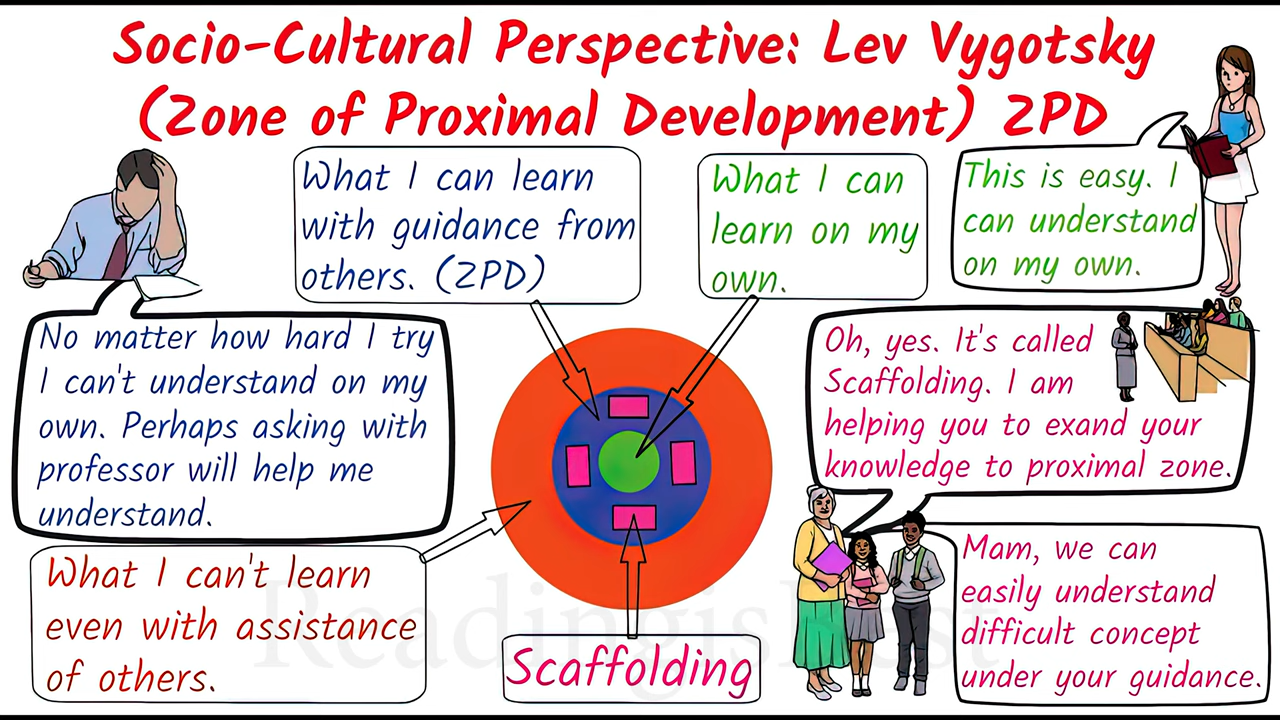 Socio-Cultural Perspective: Lev Vygotsky
(Zone of Proximal Development) ZPD
What I can learn
with guidance from
others. (ZPD)
What I can
learn on my
own.
This is easy. I
can understand
on my own.
No matter how hard I try
I can't understand on my
own. Perhaps asking with
professor will help me
understand.
Oh, yes. It's called
Scaffolding. I am
helping you to exand your
knowledge to proximal zone.
What I can't learn
even with assistance
of others.
Scaffolding
Mam, we can
easily understand
difficult concept
under your guidance.
ReadingisBest